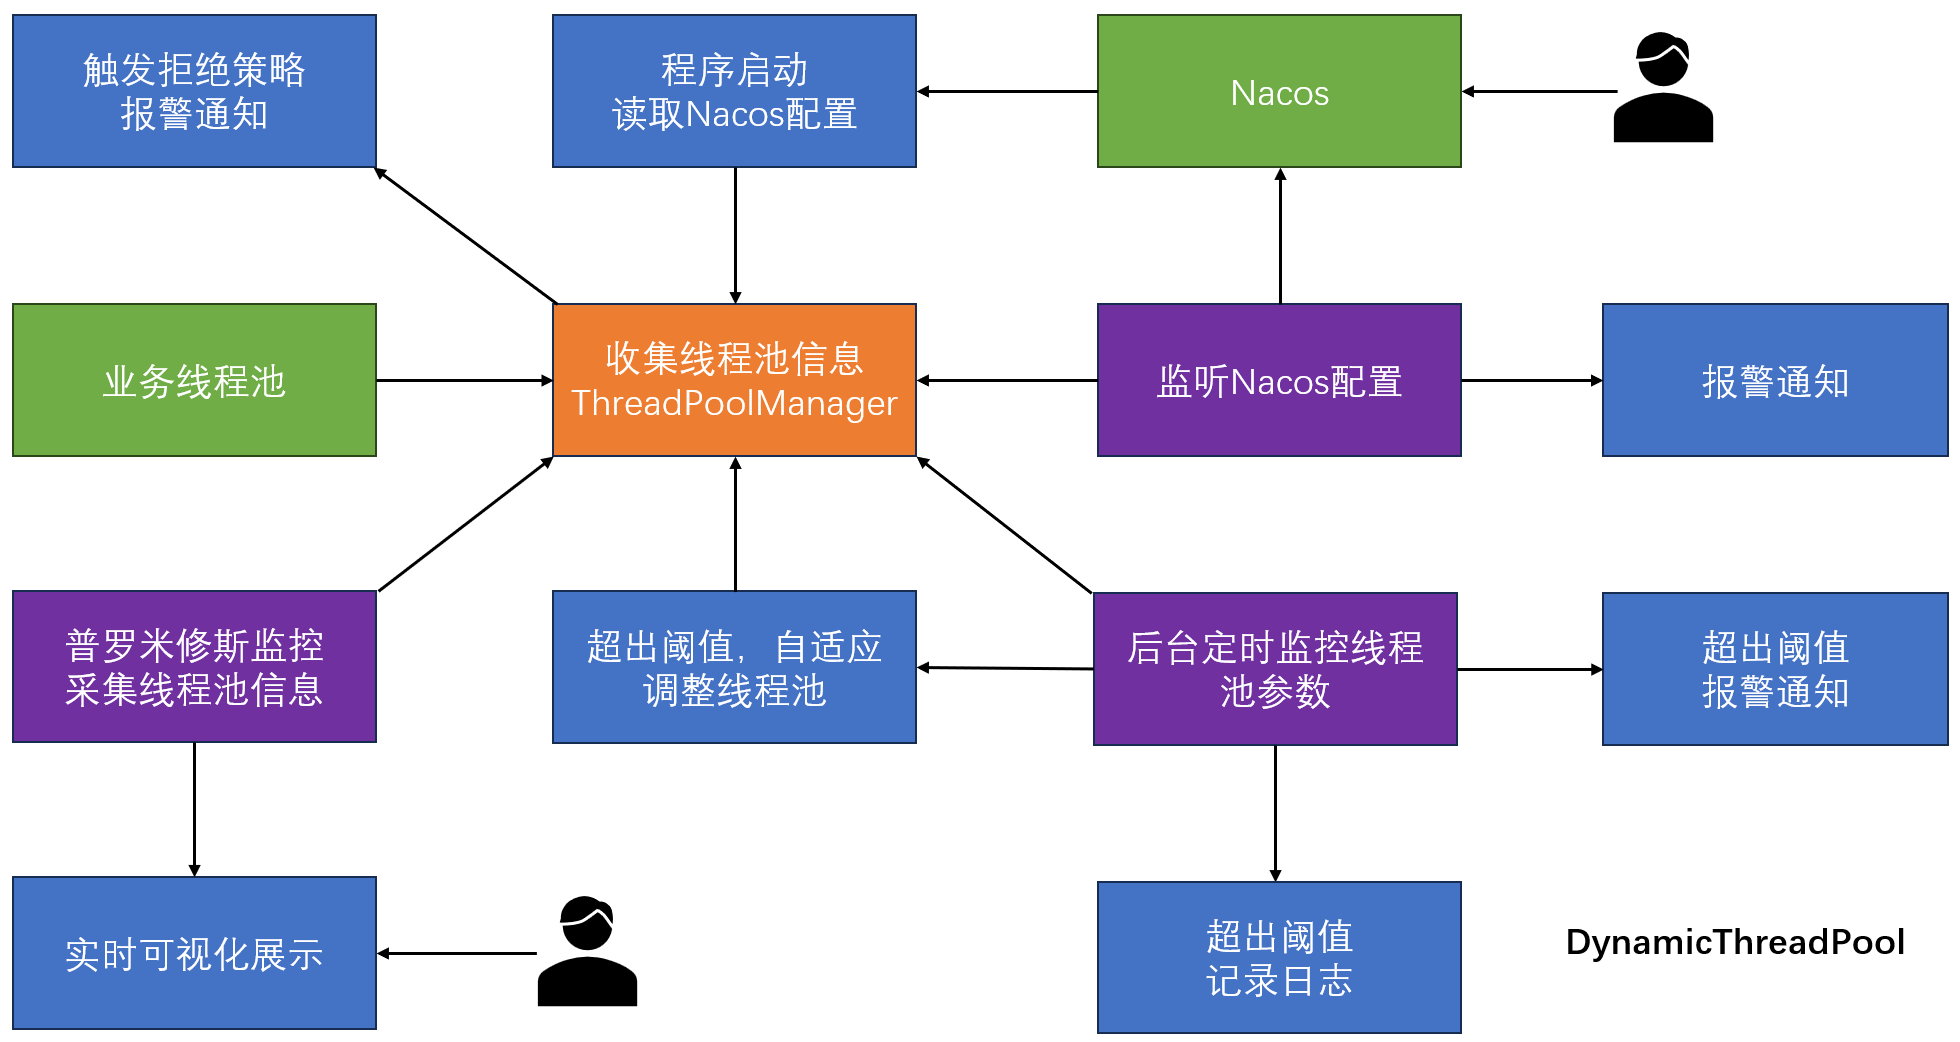 触发拒绝策略
报警通知
程序启动
读取Nacos配置
Nacos
业务线程池
收集线程池信息
ThreadPoolManager
监听Nacos配置
报警通知
普罗米修斯监控
采集线程池信息
超出阈值，自适应
调整线程池
后台定时监控线程
池参数
超出阈值
报警通知
实时可视化展示
超出阈值
记录日志
DynamicThreadPool